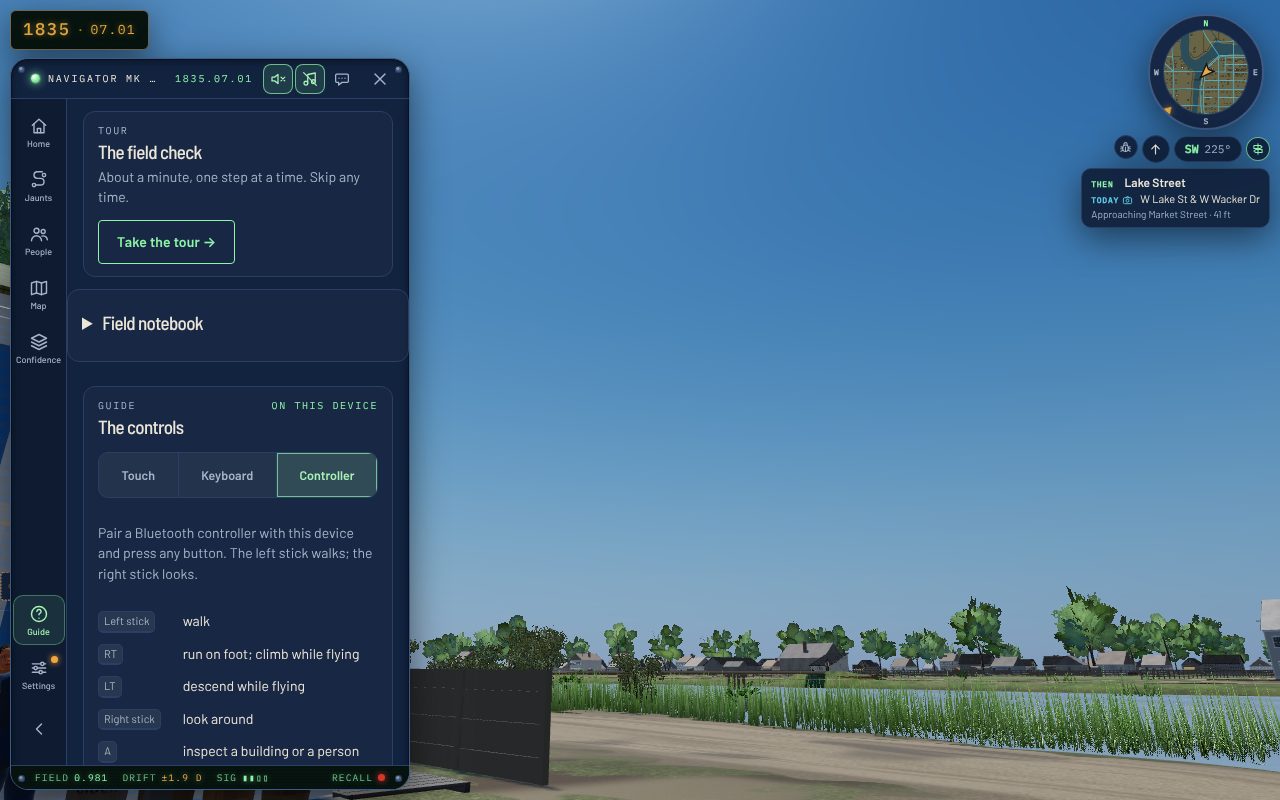 1835 · 07.01
NAVIGATOR MK … 1835.07.01
Home
Jaunts
People
Map
Confidence
Guide
Settings
TOUR
The field check
About a minute, one step at a time. Skip any
time.
Take the tour →
Field notebook
GUIDE ON THIS DEVICE
The controls
Touch Keyboard Controller
Pair a Bluetooth controller with this device
and press any button. The left stick walks; the
right stick looks.
Left stick walk
RT run on foot; climb while flying
LT descend while flying
Right stick look around
A inspect a building or a person
FIELD 0.981 DRIFT ±1.9 D SIG RECALL
N
W E
S
SW 225°
THEN Lake Street
TODAY W Lake St & W Wacker Dr
Approaching Market Street · 41 ft